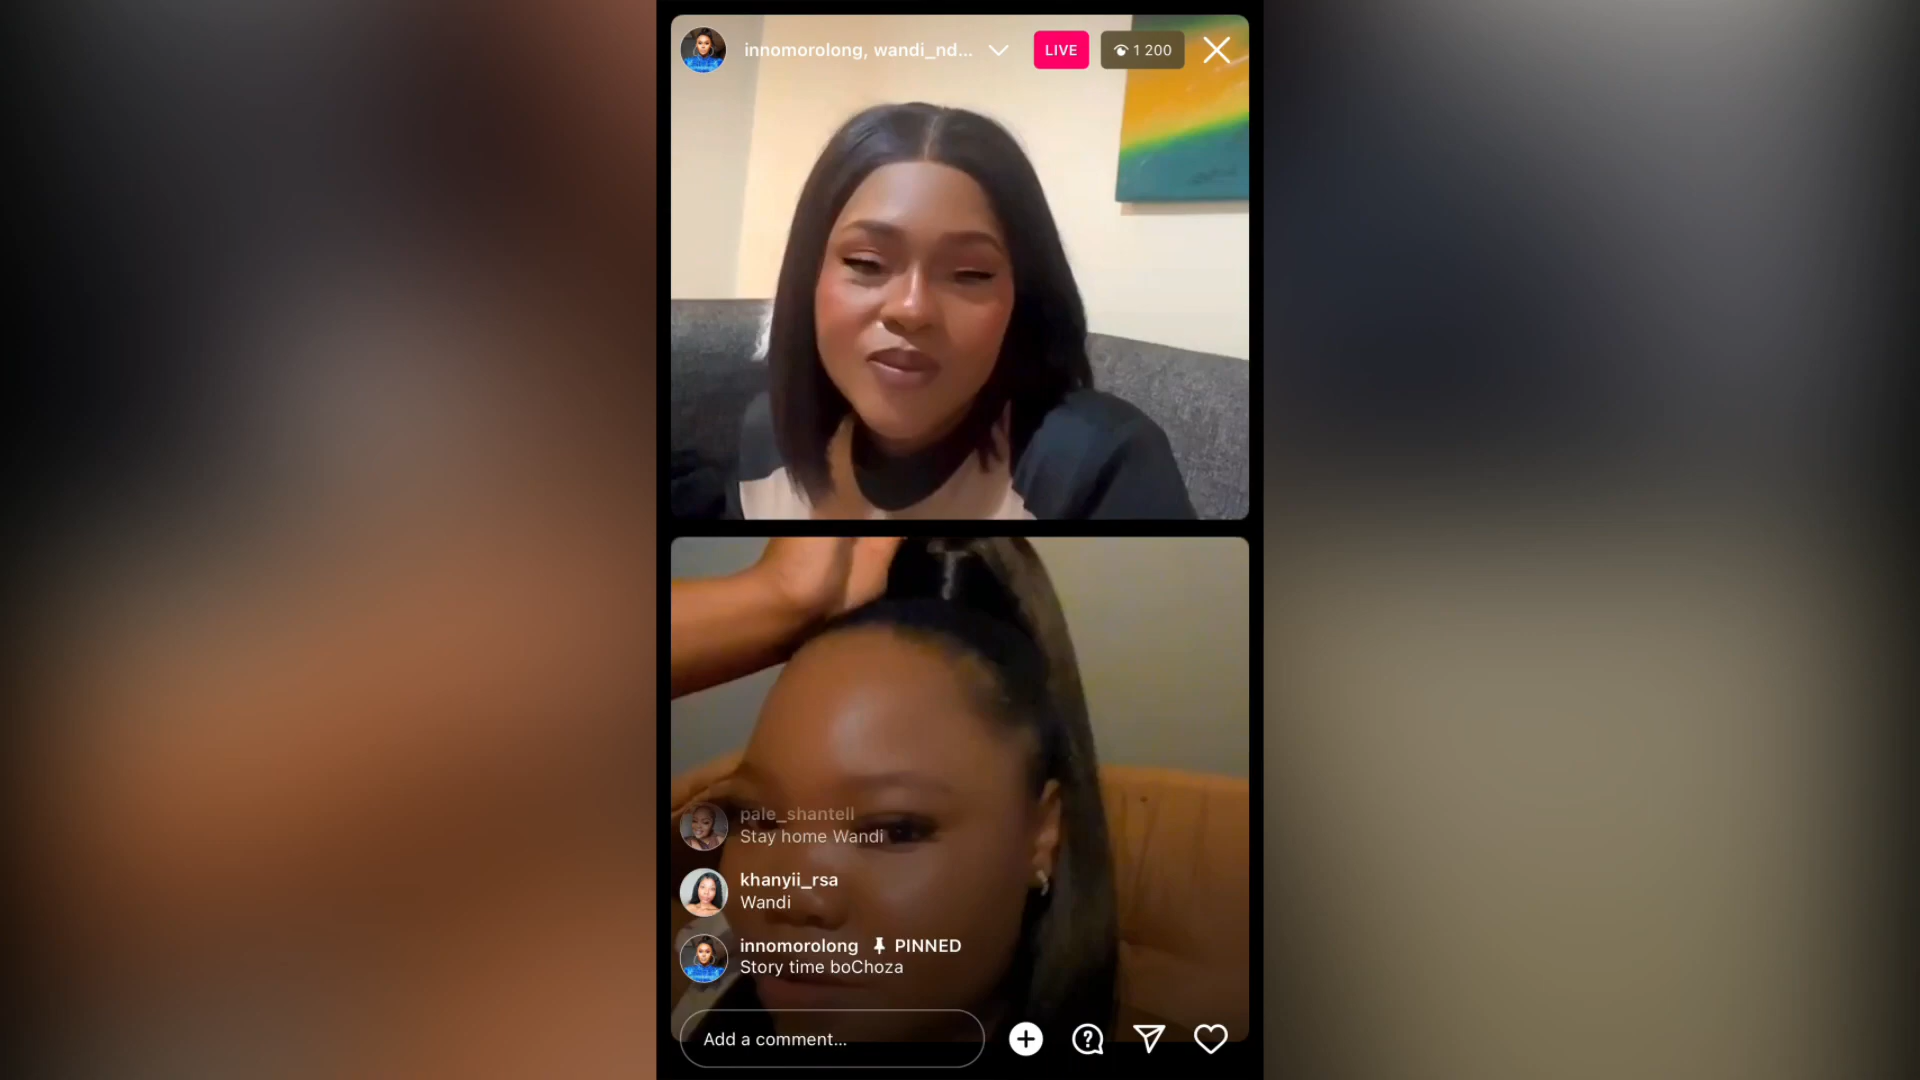 innomorolong, wandi_nd...
LIVE
1 200
pale_shantell
Stay home Wandi
khanyii_rsa
Wandi
innomorolong PINNED
Story time boChoza
Add a comment...